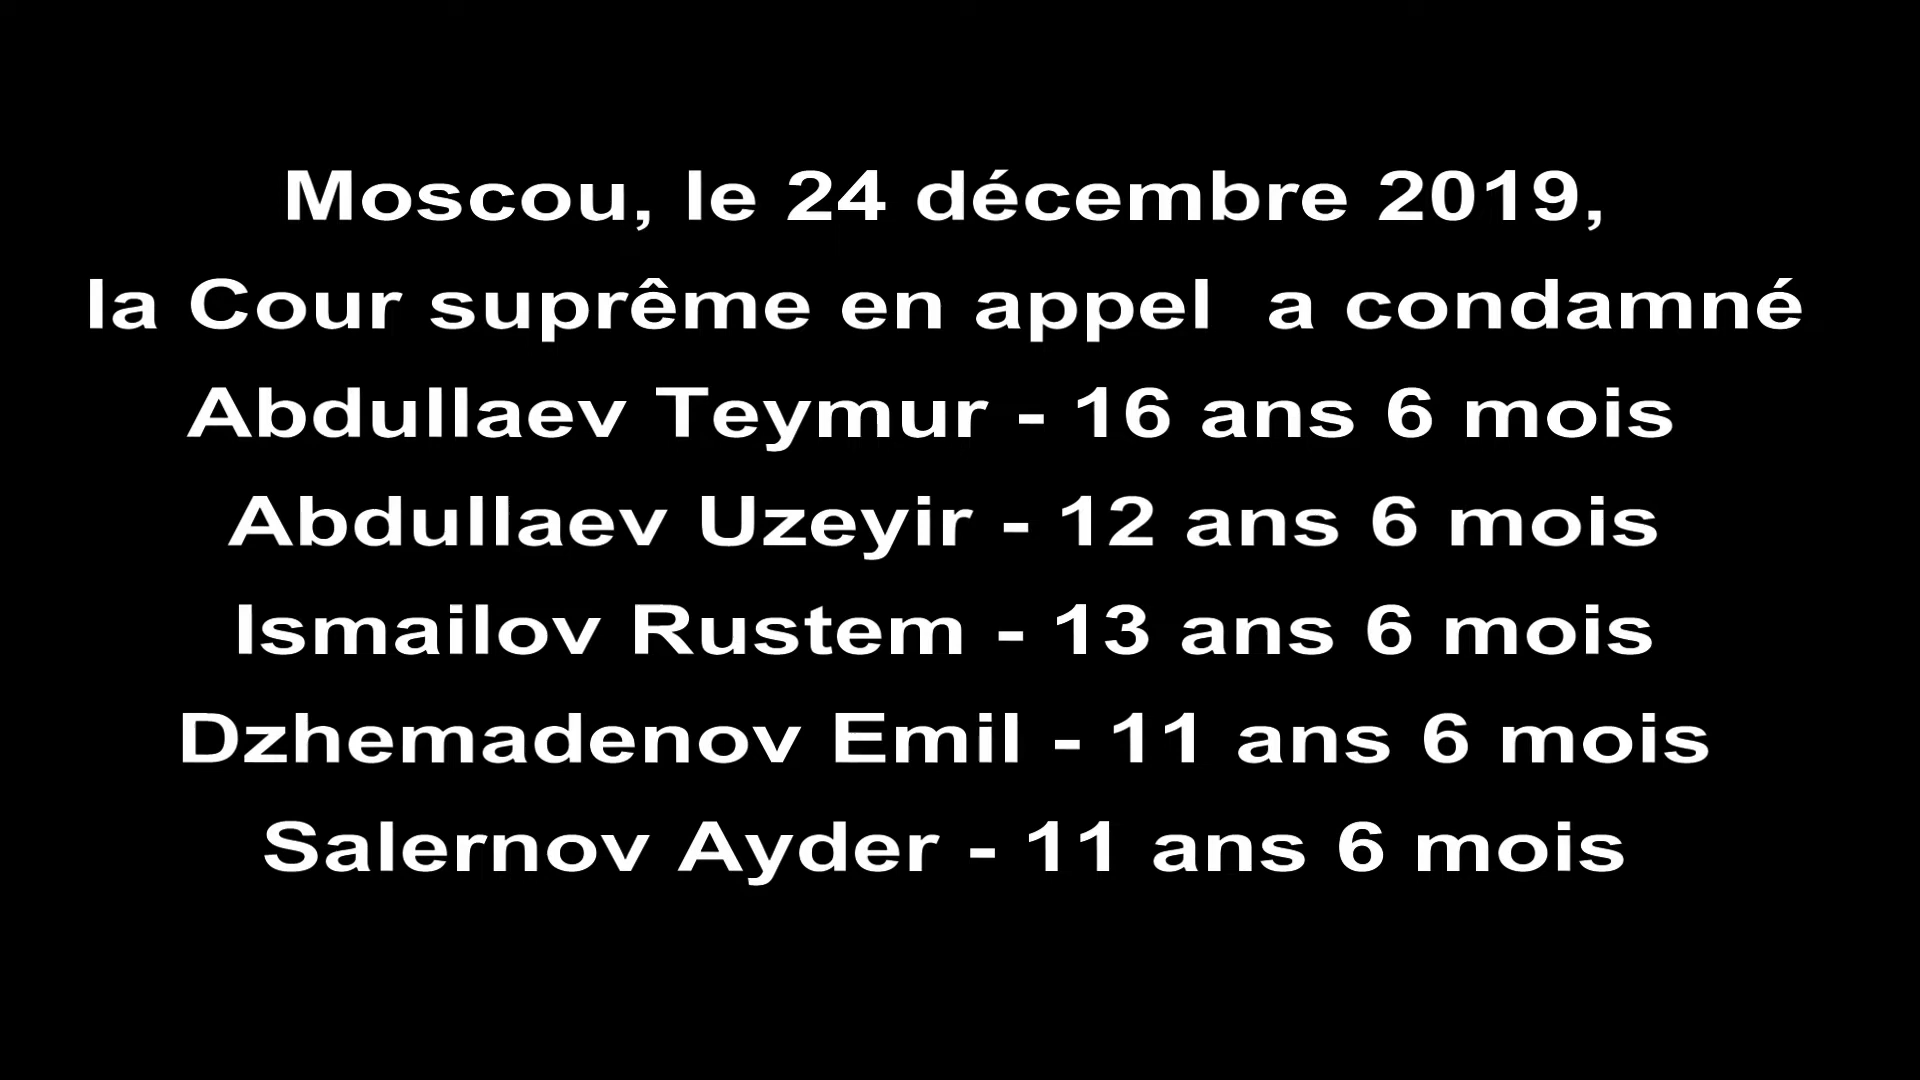 Moscou, le 24 décembre 2019,
la Cour suprême en appel  a condamné
Abdullaev Teymur - 16 ans 6 mois
Abdullaev Uzeyir - 12 ans 6 mois
Ismailov Rustem - 13 ans 6 mois
Dzhemadenov Emil - 11 ans 6 mois
Salernov Ayder - 11 ans 6 mois